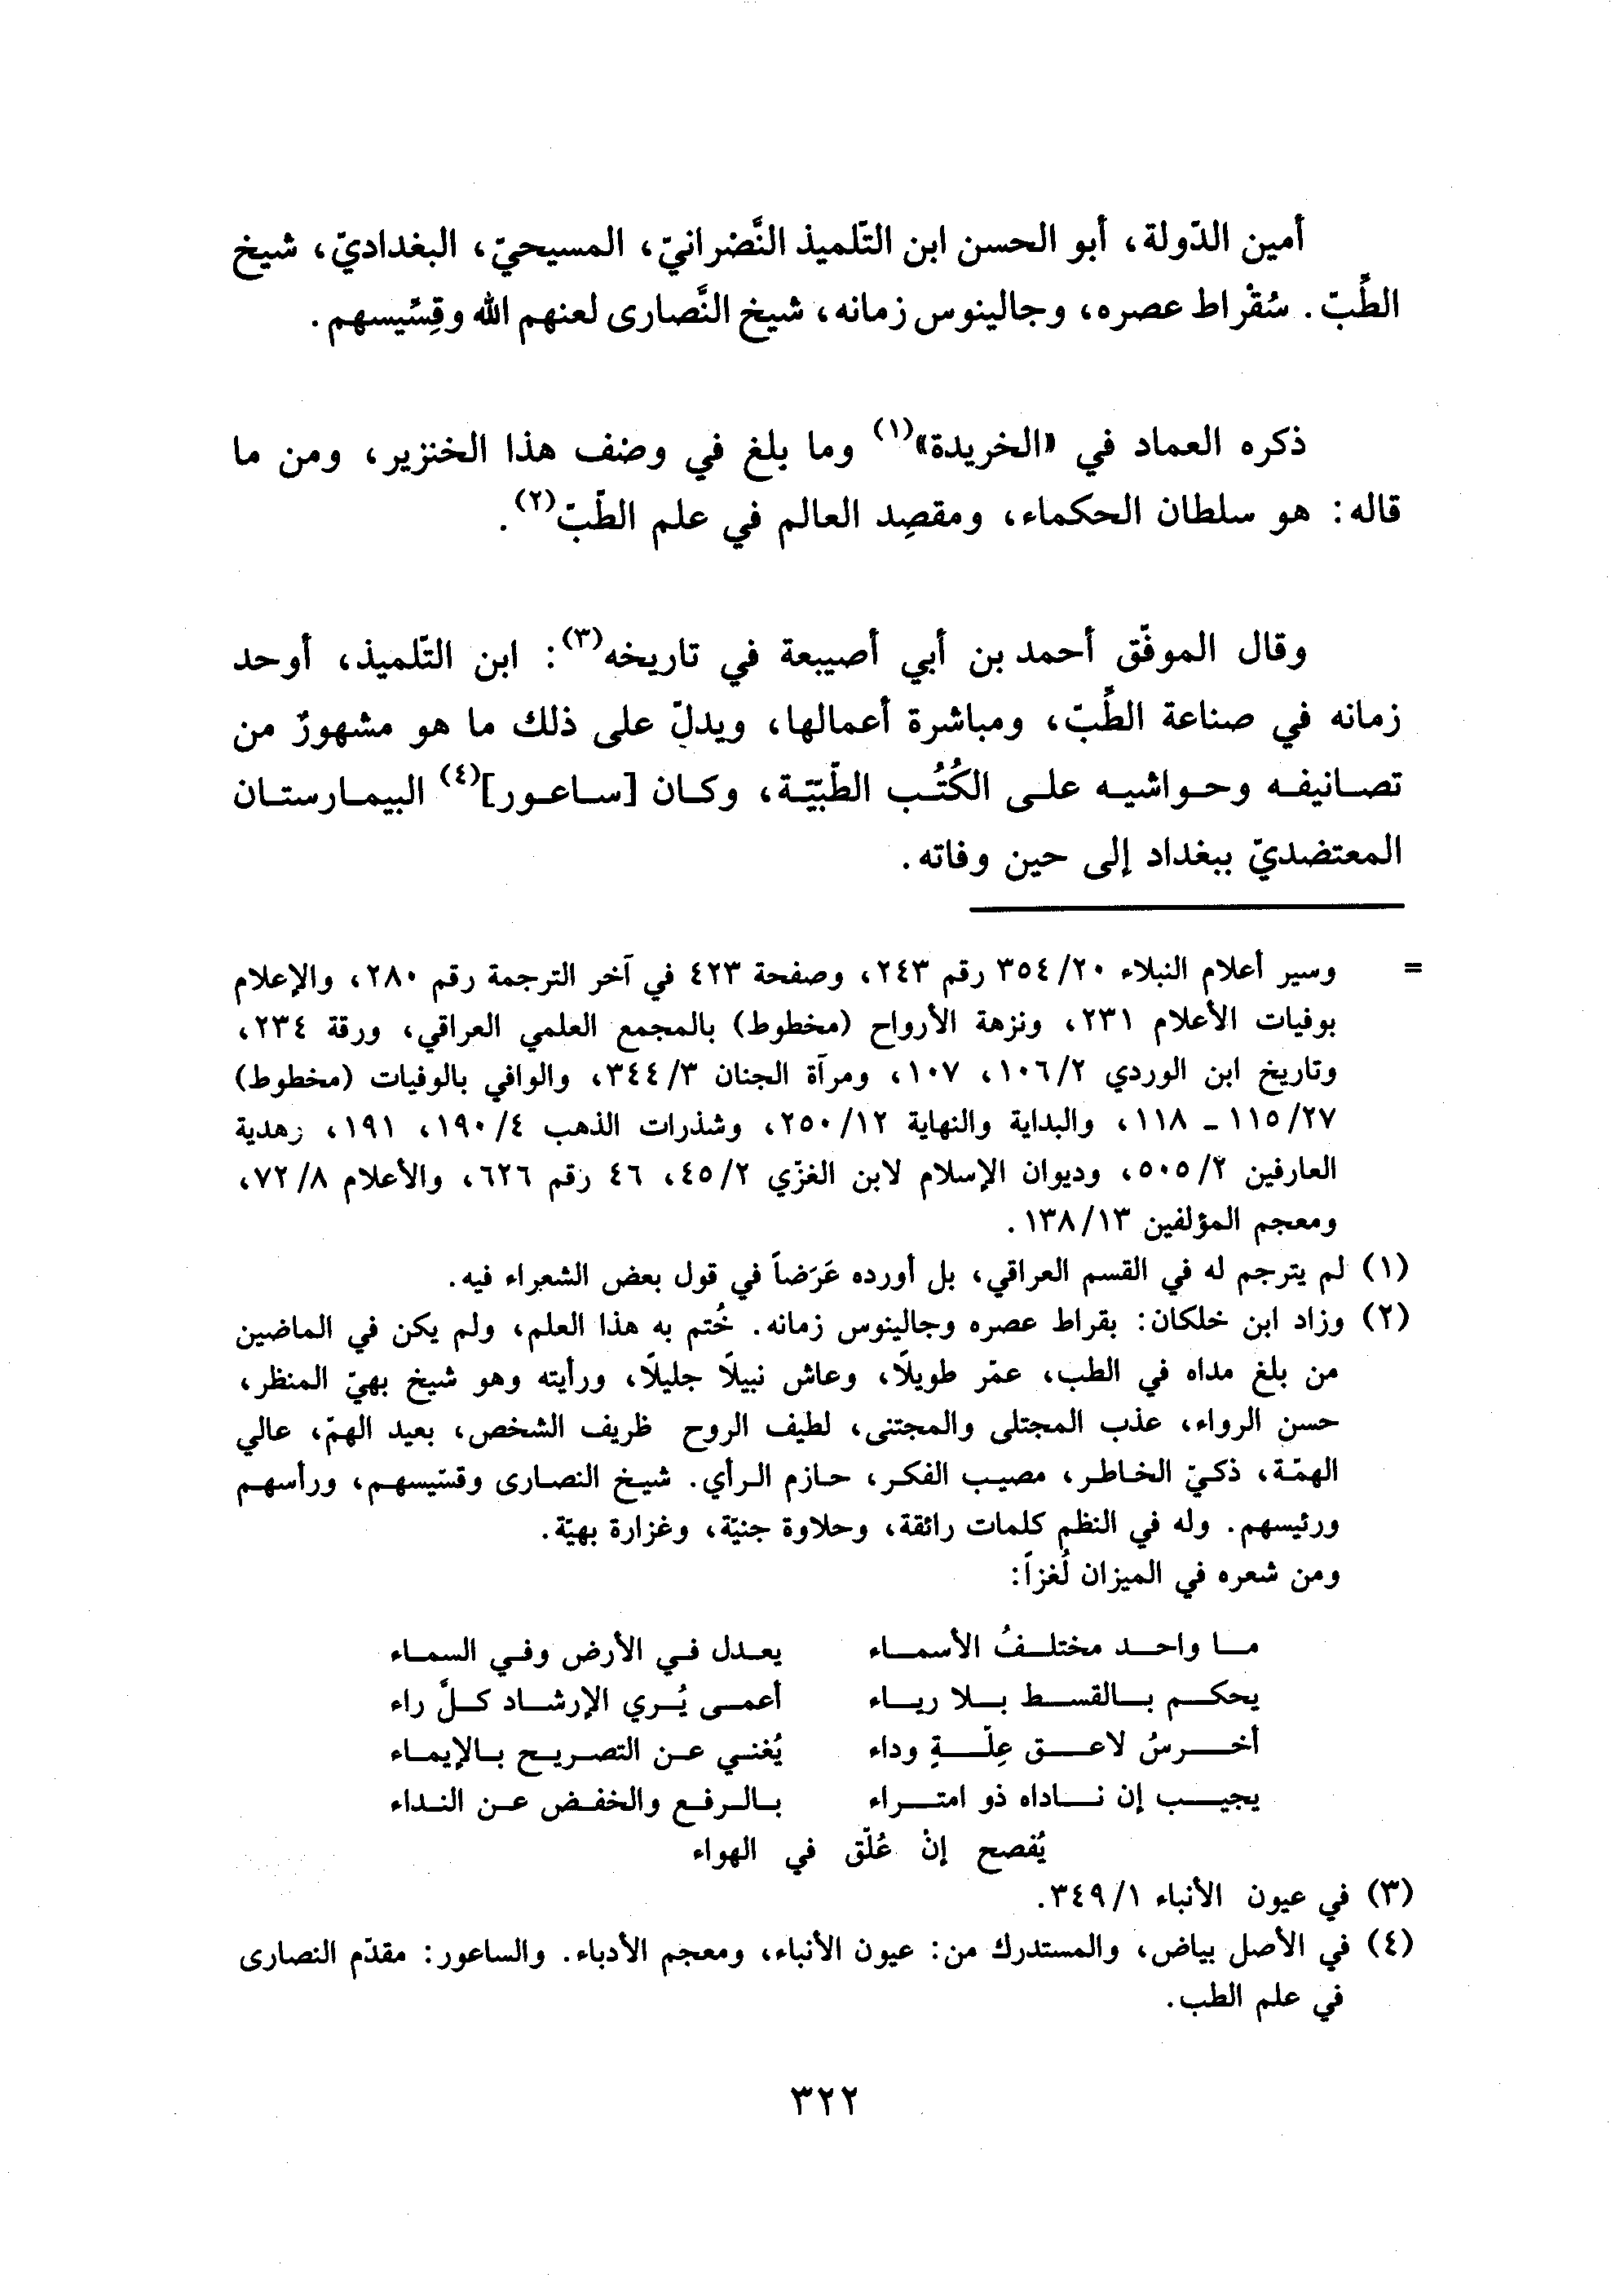 أمين الدّولة، أبو الحسن ابن التّلميذ النَّصْرانيّ، المسيحيّ، البغداديّ، شيخ
الطِّبّ. سُقْراط عصره، وجالينوس زمانه، شيخ النَّصارى لعنهم الله وقِسِّيسهم.
ذكره العماد في «الخريدة»(١) وما بلغ في وصْف هذا الخنزير، ومن ما
قاله: هو سلطان الحكماء، ومقصِد العالم في علم الطّبّ(٢).
وقال الموفّق أحمد بن أبي أصيبعة في تاريخه(٣): ابن التّلميذ، أوحد
زمانه في صناعة الطِّبّ، ومباشرة أعمالها، ويدلّ على ذلك ما هو مشهورٌ من
تصانيفه وحواشيه على الكُتُب الطّبّيّة، وكان [ساعور](٤) البيمارستان
المعتضديّ ببغداد إلى حين وفاته.
= وسير أعلام النبلاء ٣٥٤/٢٠ رقم ٢٤٣، وصفحة ٤٢٣ في آخر الترجمة رقم ٢٨٠، والإعلام
بوفيات الأعلام ٢٣١، ونزهة الأرواح (مخطوط) بالمجمع العلمي العراقي، ورقة ٢٣٤،
وتاريخ ابن الوردي ١٠٦/٢، ١٠٧، ومرآة الجنان ٣٤٤/٣، والوافي بالوفيات (مخطوط)
١١٥/٢٧ ـ ١١٨، والبداية والنهاية ٢٥٠/١٢، وشذرات الذهب ١٩٠/٤، ١٩١، وهدية
العارفين ٥٠٥/٢، وديوان الإسلام لابن الغزّي ٤٥/٢، ٤٦ رقم ٦٢٦، والأعلام ٧٢/٨،
ومعجم المؤلفين ١٣٨/١٣.
(١) لم يترجم له في القسم العراقي، بل أورده عَرَضاً في قول بعض الشعراء فيه.
(٢) وزاد ابن خلكان: بقراط عصره وجالينوس زمانه. خُتم به هذا العلم، ولم يكن في الماضين
من بلغ مداه في الطب، عمّر طويلاً، وعاش نبيلاً جليلاً، ورأيته وهو شيخ بهيّ المنظر،
حسن الرواء، عذب المجتلى والمجتنى، لطيف الروح ظريف الشخص، بعيد الهمّ، عالي
الهمّة، ذكيّ الخاطر، مصيب الفكر، حازم الرأي. شيخ النصارى وقسّيسهم، ورأسهم
ورئيسهم. وله في النظم كلمات رائقة، وحلاوة جنيّة، وغزارة بهيّة.
ومن شعره في الميزان لُغزاً:
ما واحد مختلفُ الأسماء يعدل في الأرض وفي السماء
يحكم بالقسط بلا رياء أعمى يُري الإرشاد كلَّ راء
أخرسُ لا عن عِلّةٍ وداء يُغني عن التصريح بالإيماء
يجيب إن ناداه ذو امتراء بالرفع والخفض عن النداء
يُفصح إنْ عُلّق في الهواء
(٣) في عيون الأنباء ٣٤٩/١.
(٤) في الأصل بياض، والمستدرك من: عيون الأنباء، ومعجم الأدباء. والساعور: مقدّم النصارى
في علم الطب.
٣٢٢